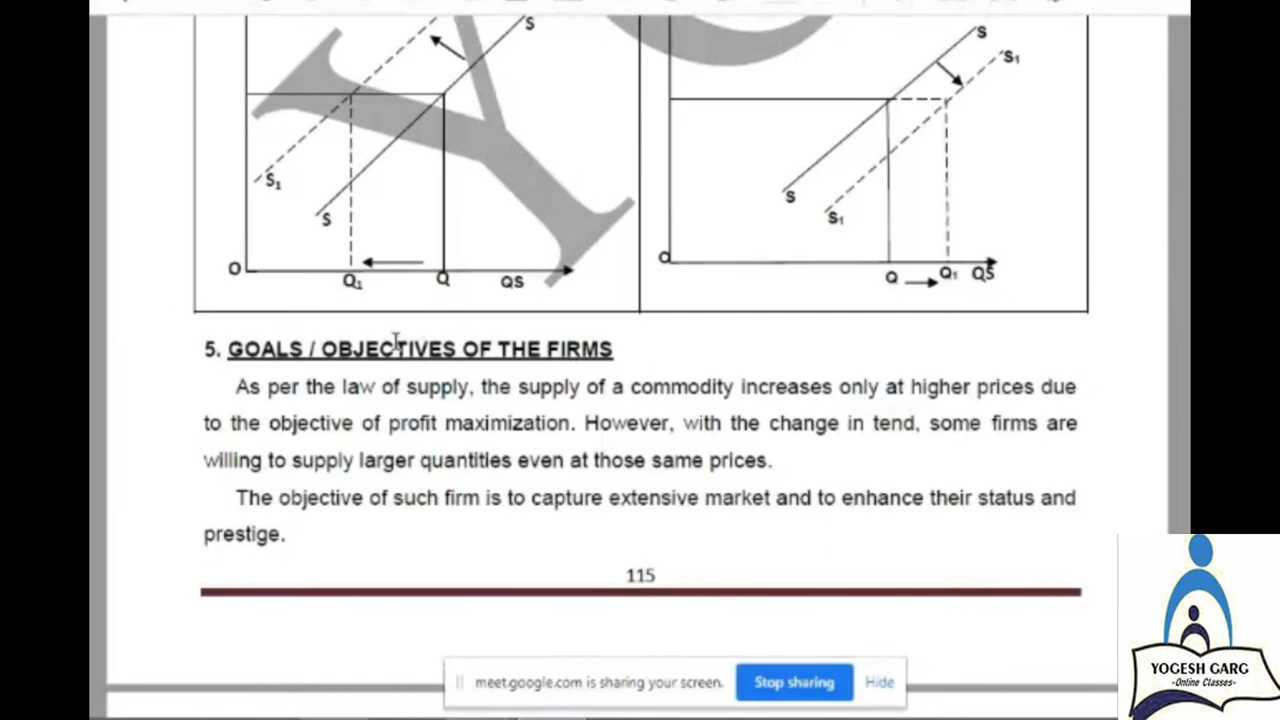 S
S
S₁
S₁
S
S
S₁
O
Q₁
Q
QS
O
Q
Q₁
QS
5. GOALS / OBJECTIVES OF THE FIRMS
As per the law of supply, the supply of a commodity increases only at higher prices due
to the objective of profit maximization. However, with the change in tend, some firms are
willing to supply larger quantities even at those same prices.
The objective of such firm is to capture extensive market and to enhance their status and
prestige.
115
meet.google.com is sharing your screen.
Stop sharing
Hide
YOGESH GARG
-Online Classes-